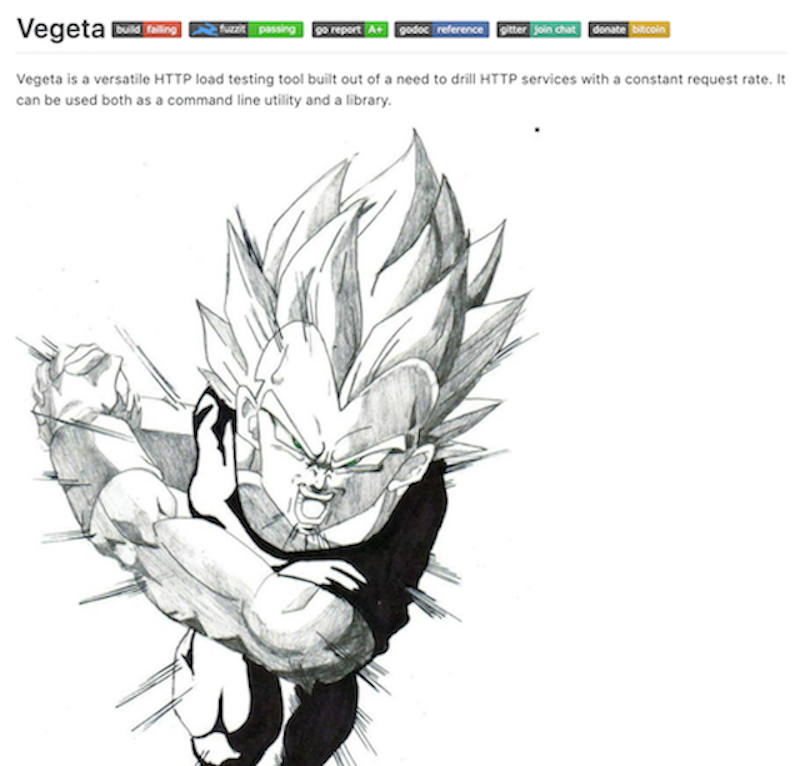 Vegeta build failing fuzzit passing go report A+ godoc reference gitter join chat donate bitcoin
Vegeta is a versatile HTTP load testing tool built out of a need to drill HTTP services with a constant request rate. It
can be used both as a command line utility and a library.